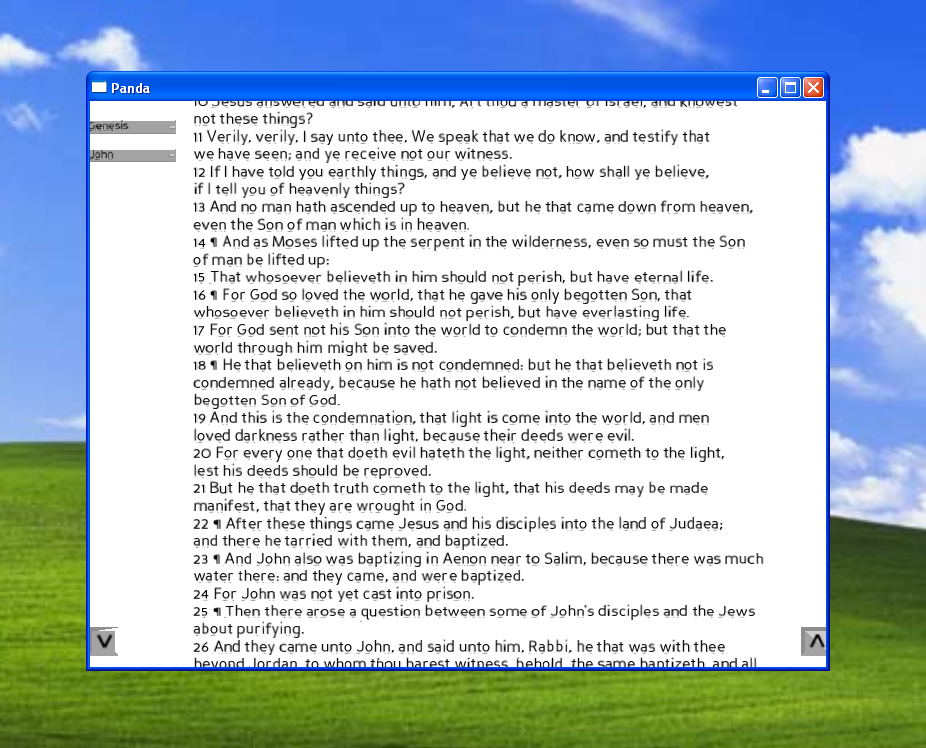 Panda
10 Jesus answered and said unto him, Art thou a master of Israel, and knowest
not these things?
Genesis
11 Verily, verily, I say unto thee, We speak that we do know, and testify that
we have seen; and ye receive not our witness.
John
12 If I have told you earthly things, and ye believe not, how shall ye believe,
if I tell you of heavenly things?
13 And no man hath ascended up to heaven, but he that came down from heaven,
even the Son of man which is in heaven.
14 ¶ And as Moses lifted up the serpent in the wilderness, even so must the Son
of man be lifted up:
15 That whosoever believeth in him should not perish, but have eternal life.
16 ¶ For God so loved the world, that he gave his only begotten Son, that
whosoever believeth in him should not perish, but have everlasting life.
17 For God sent not his Son into the world to condemn the world; but that the
world through him might be saved.
18 ¶ He that believeth on him is not condemned: but he that believeth not is
condemned already, because he hath not believed in the name of the only
begotten Son of God.
19 And this is the condemnation, that light is come into the world, and men
loved darkness rather than light, because their deeds were evil.
20 For every one that doeth evil hateth the light, neither cometh to the light,
lest his deeds should be reproved.
21 But he that doeth truth cometh to the light, that his deeds may be made
manifest, that they are wrought in God.
22 ¶ After these things came Jesus and his disciples into the land of Judaea;
and there he tarried with them, and baptized.
23 ¶ And John also was baptizing in Aenon near to Salim, because there was much
water there: and they came, and were baptized.
24 For John was not yet cast into prison.
25 ¶ Then there arose a question between some of John's disciples and the Jews
about purifying.
26 And they came unto John, and said unto him, Rabbi, he that was with thee
beyond Jordan, to whom thou barest witness, behold, the same baptizeth, and all
V
Λ